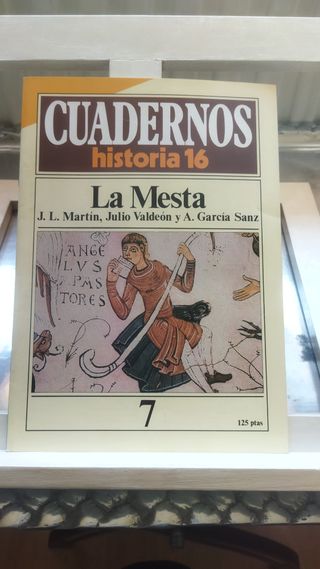 CUADERNOS
historia 16
La Mesta
J. L. Martín, Julio Valdeón y A. García Sanz
ANGE
LVS
PAS
TORES
7
125 ptas